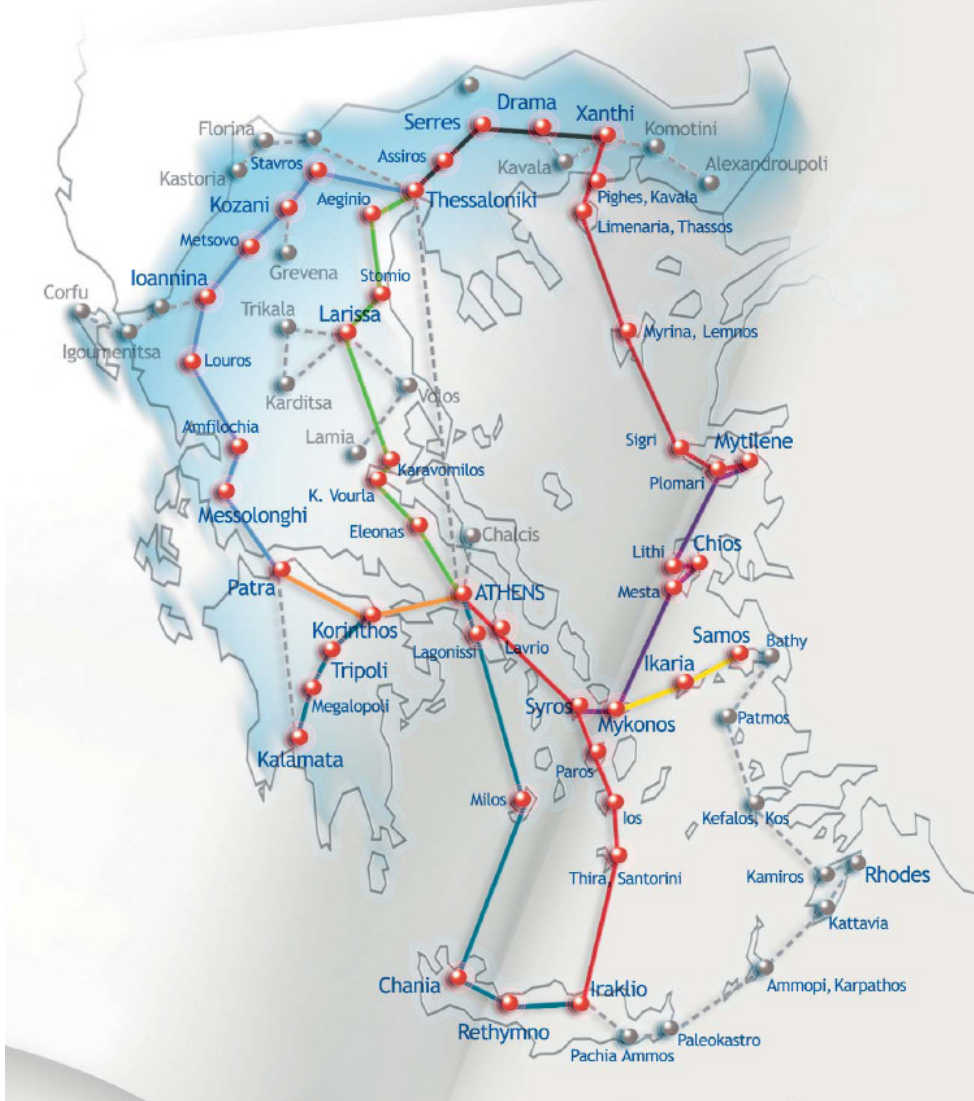 Drama
Xanthi
Serres
Komotini
Florina
Assiros
Kavala
Stavros
Alexandroupoli
Kastoria
Thessaloniki
Pighes, Kavala
Aeginio
Kozani
Limenaria, Thassos
Metsovo
Grevena
Stomio
Ioannina
Corfu
Trikala
Larissa
Myrina, Lemnos
Igoumenitsa
Louros
Karditsa
Volos
Amfilochia
Lamia
Sigri
Mytilene
Karavomilos
Plomari
K. Vourla
Messolonghi
Eleonas
Chalcis
Lithi
Chios
Patra
ATHENS
Mesta
Korinthos
Lagonissi
Lavrio
Samos
Bathy
Tripoli
Ikaria
Megalopoli
Syros
Mykonos
Patmos
Kalamata
Paros
Milos
Ios
Kefalos, Kos
Thira, Santorini
Kamiros
Rhodes
Kattavia
Chania
Iraklio
Ammopi, Karpathos
Rethymno
Paleokastro
Pachia Ammos